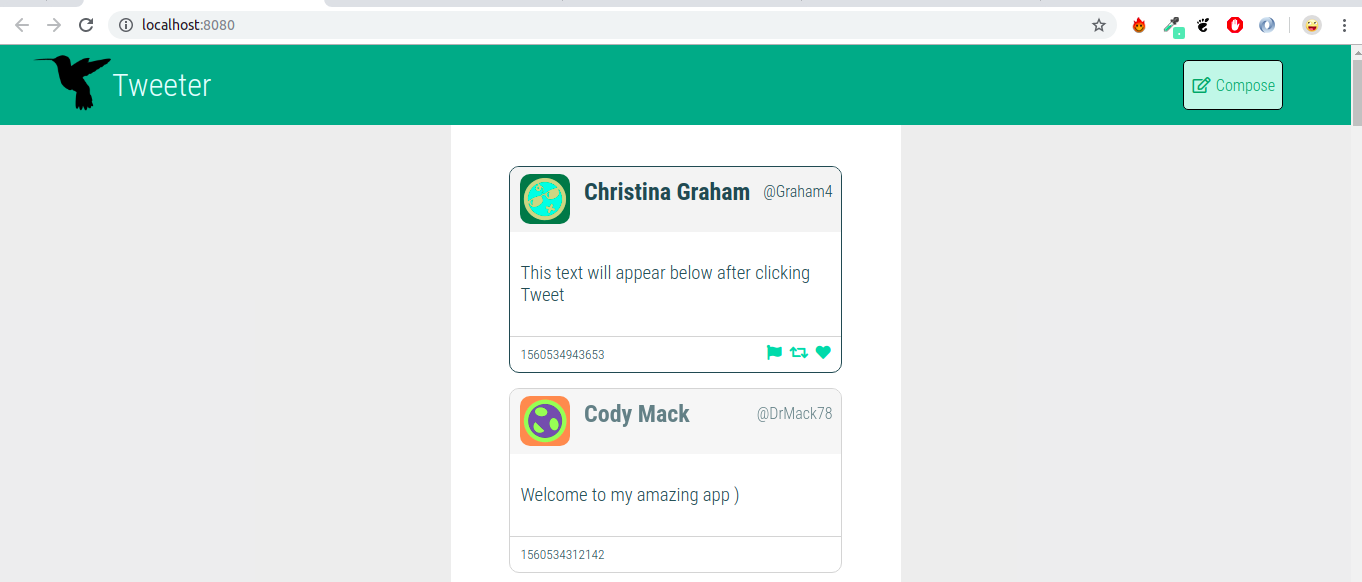 localhost:8080
Tweeter
Compose
Christina Graham @Graham4
This text will appear below after clicking
Tweet
1560534943653
Cody Mack @DrMack78
Welcome to my amazing app )
1560534312142